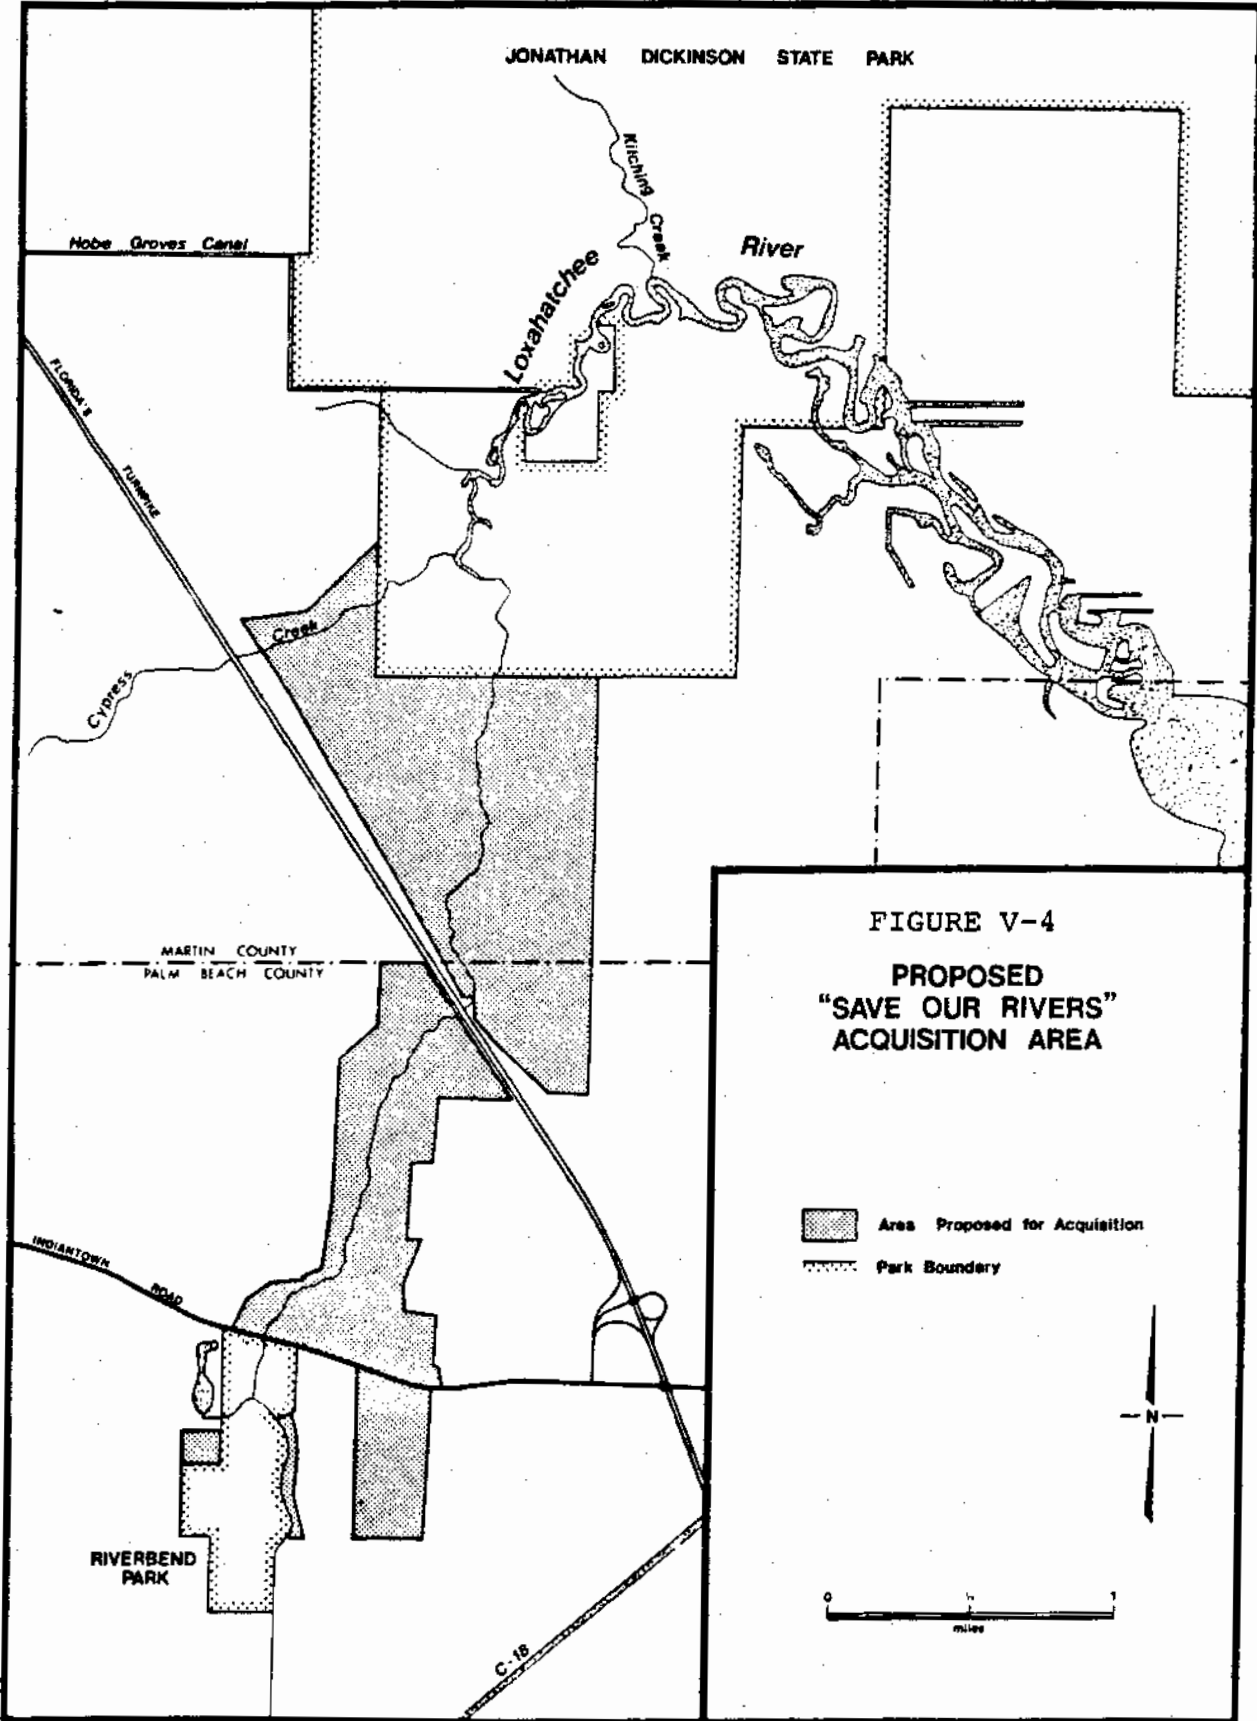 JONATHAN DICKINSON STATE PARK
Kitching Creek
River
Hobe Groves Canal
Loxahatchee
FLORIDA'S TURNPIKE
Creek
Cypress
MARTIN COUNTY
PALM BEACH COUNTY
FIGURE V-4
PROPOSED
"SAVE OUR RIVERS"
ACQUISITION AREA
Area Proposed for Acquisition
Park Boundary
INDIANTOWN ROAD
N
RIVERBEND
PARK
0 1
miles
C-18